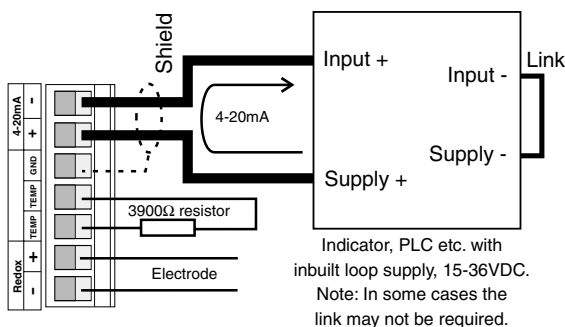 Shield
4-20mA
-
+
GND
TEMP
TEMP
Redox
+
-
4-20mA
3900Ω resistor
Electrode
Input +
Input -
Link
Supply -
Supply +
Indicator, PLC etc. with
inbuilt loop supply, 15-36VDC.
Note: In some cases the
link may not be required.